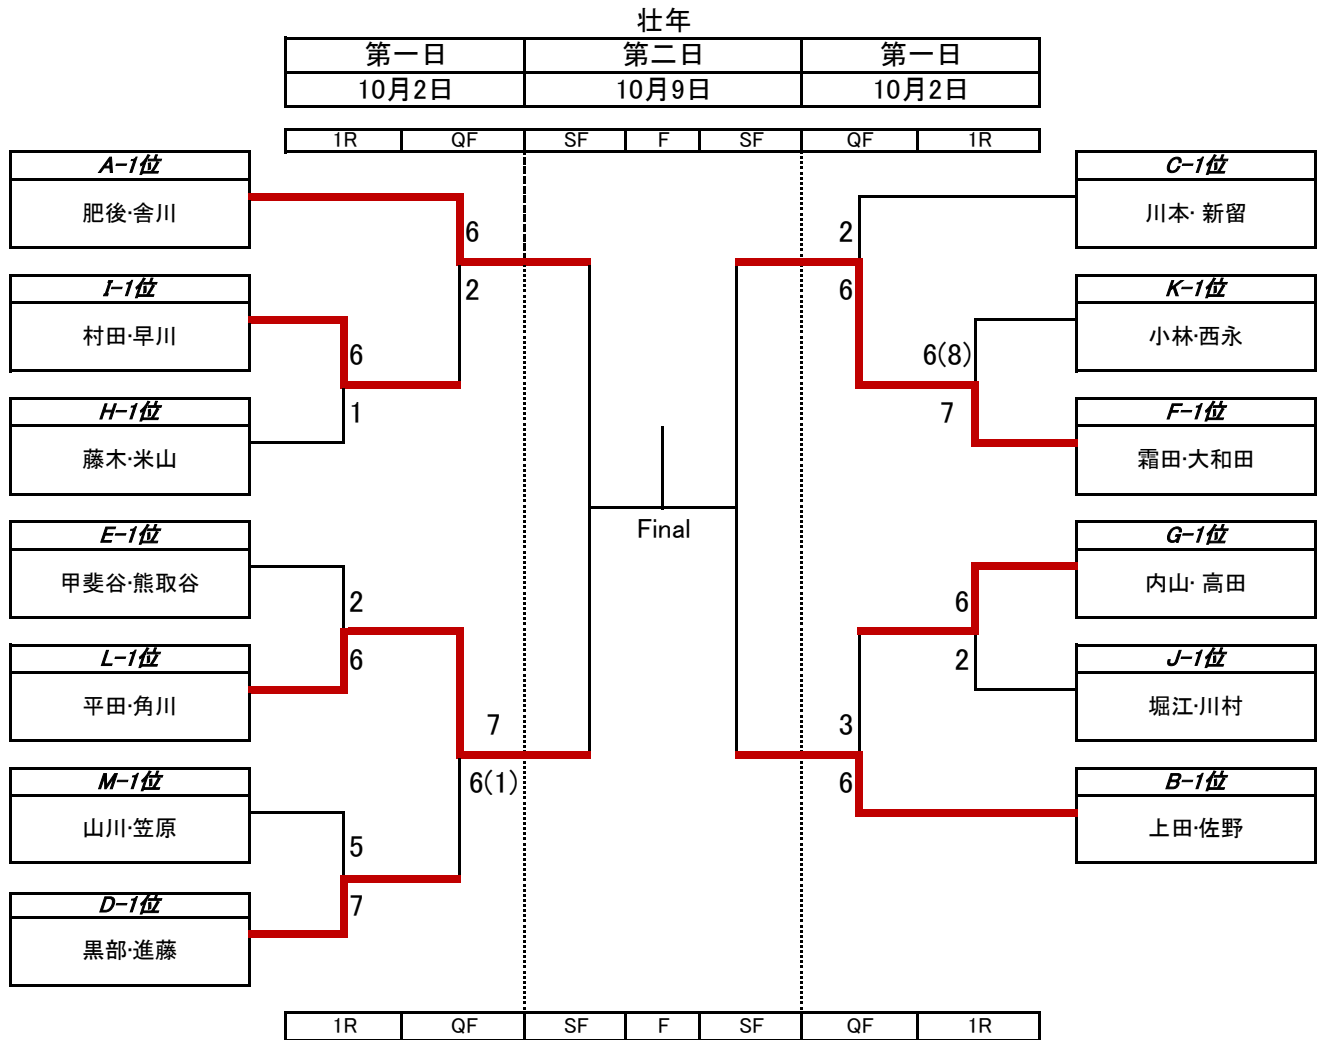 壮年
第一日 第二日 第一日
10月2日 10月9日 10月2日
1R QF SF F SF QF 1R
A-1位
肥後・舎川
I-1位
村田・早川
H-1位
藤木・米山
E-1位
甲斐谷・熊取谷
L-1位
平田・角川
M-1位
山川・笠原
D-1位
黒部・進藤
6
2
6
1
2
6
7
6(1)
5
7
Final
2
6
6(8)
7
6
2
3
6
C-1位
川本・新留
K-1位
小林・西永
F-1位
霜田・大和田
G-1位
内山・高田
J-1位
堀江・川村
B-1位
上田・佐野
1R QF SF F SF QF 1R